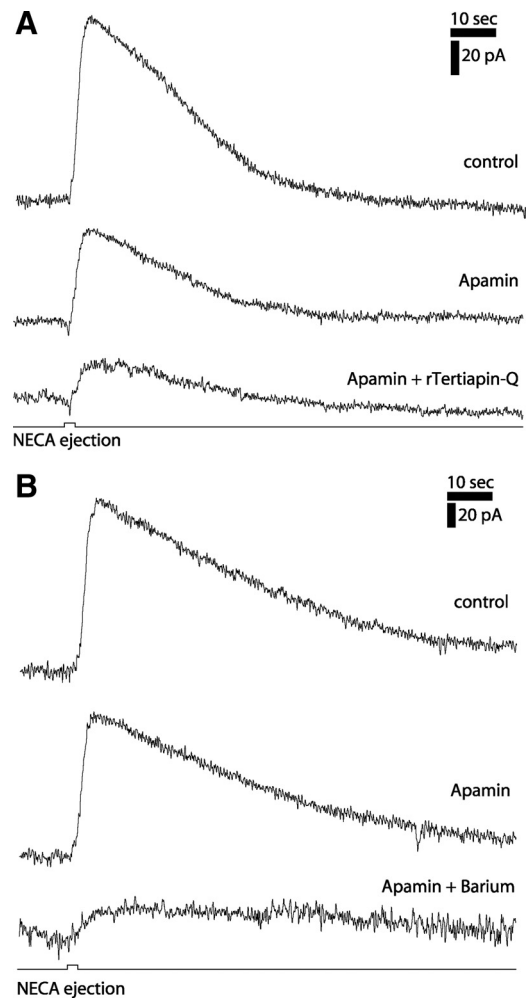 A
10 sec
20 pA
control
Apamin
Apamin + rTertiapin-Q
NECA ejection
B
10 sec
20 pA
control
Apamin
Apamin + Barium
NECA ejection